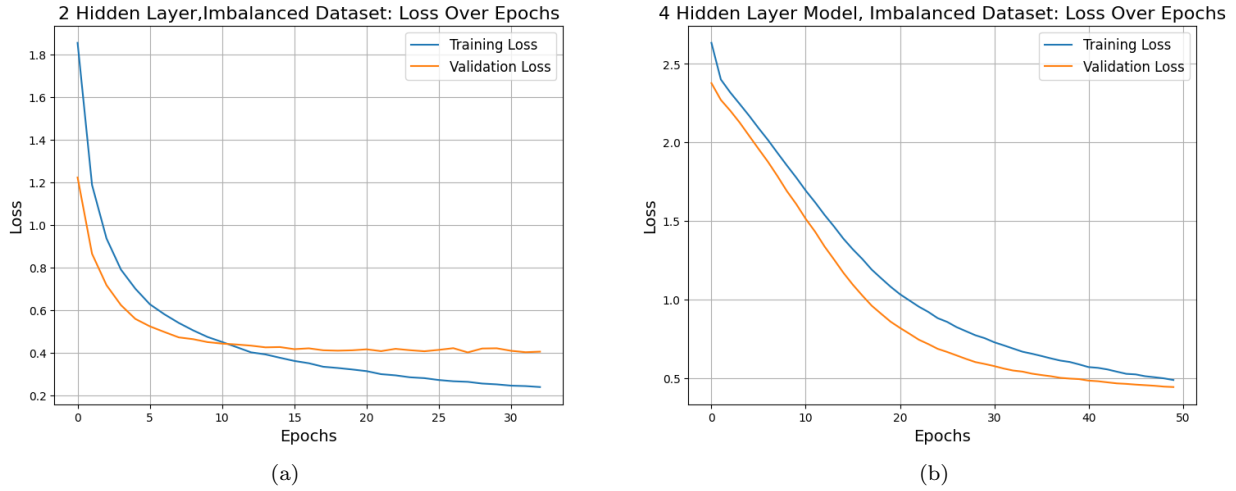 2 Hidden Layer,Imbalanced Dataset: Loss Over Epochs
Training Loss
Validation Loss
1.8
1.6
1.4
1.2
1.0
0.8
0.6
0.4
0.2
Loss
0 5 10 15 20 25 30
Epochs
(a)
4 Hidden Layer Model, Imbalanced Dataset: Loss Over Epochs
Training Loss
Validation Loss
2.5
2.0
1.5
1.0
0.5
Loss
0 10 20 30 40 50
Epochs
(b)